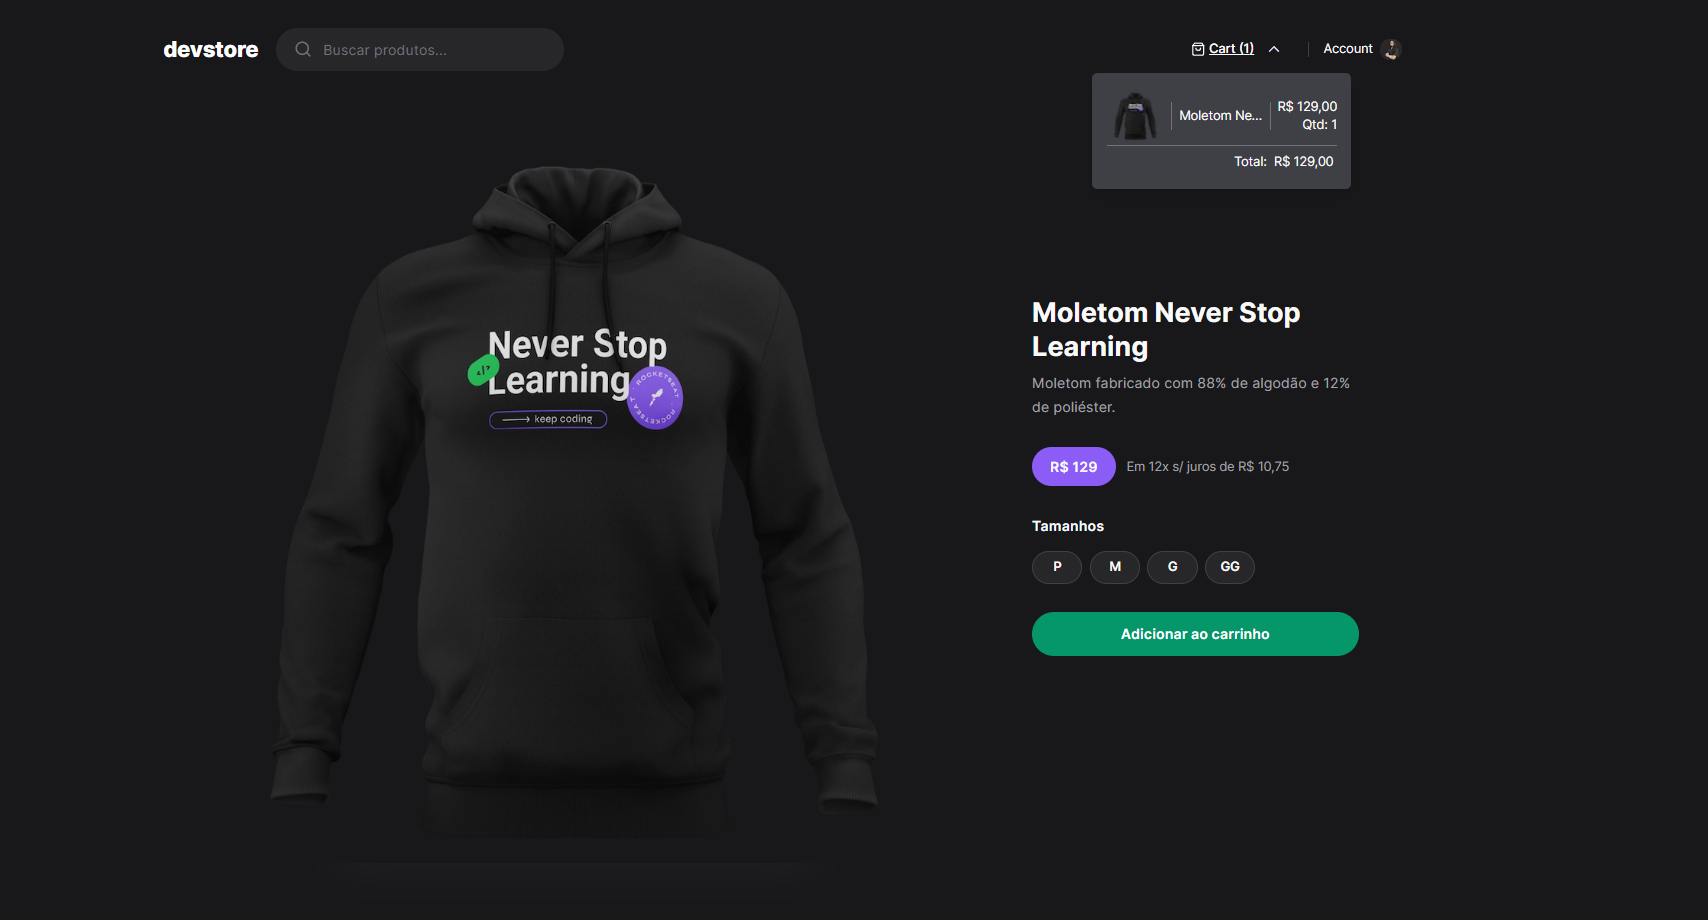 devstore
Buscar produtos...
Cart (1)
Account
Moletom Ne...
R$ 129,00
Qtd: 1
Total: R$ 129,00
Never Stop
Learning
</>
ROCKETSEAT · ROCKETSEAT
→ keep coding
Moletom Never Stop
Learning
Moletom fabricado com 88% de algodão e 12%
de poliéster.
R$ 129
Em 12x s/ juros de R$ 10,75
Tamanhos
P
M
G
GG
Adicionar ao carrinho